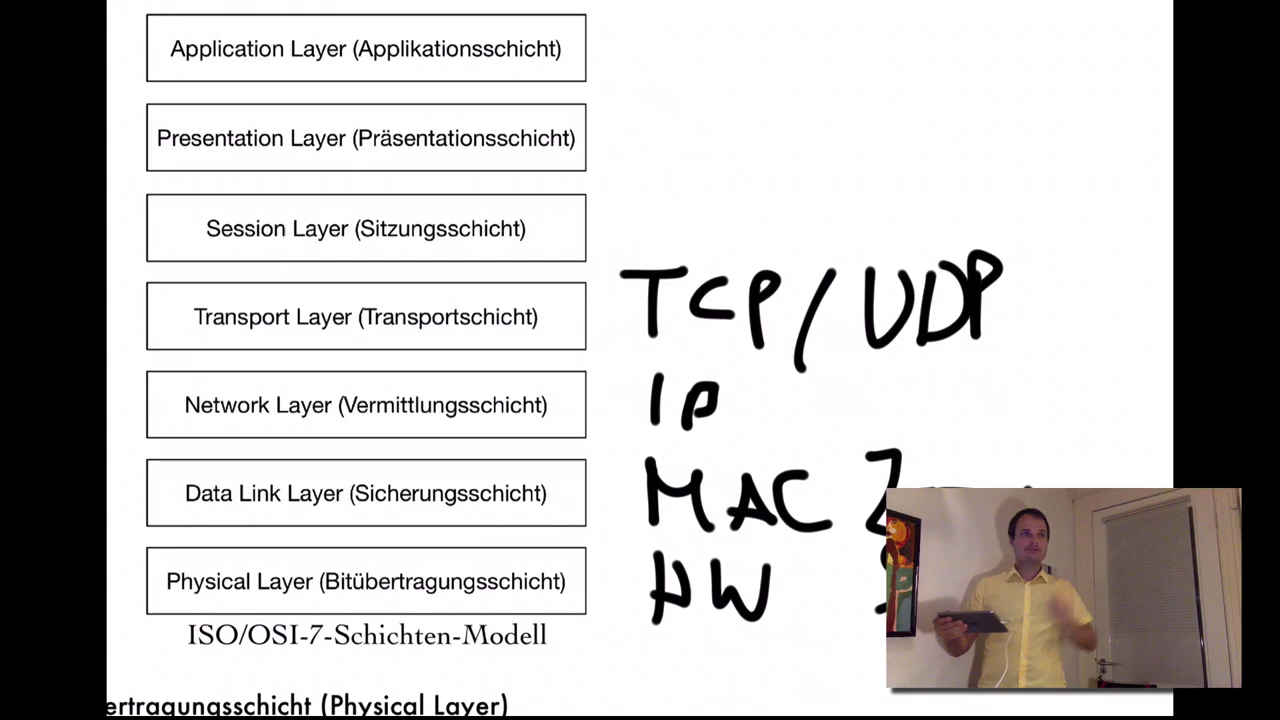 Application Layer (Applikationsschicht)
Presentation Layer (Präsentationsschicht)
Session Layer (Sitzungsschicht)
Transport Layer (Transportschicht) TCP/UDP
Network Layer (Vermittlungsschicht) IP
Data Link Layer (Sicherungsschicht) MAC
Physical Layer (Bitübertragungsschicht) HW
ISO/OSI-7-Schichten-Modell
ertragungsschicht (Physical Layer)